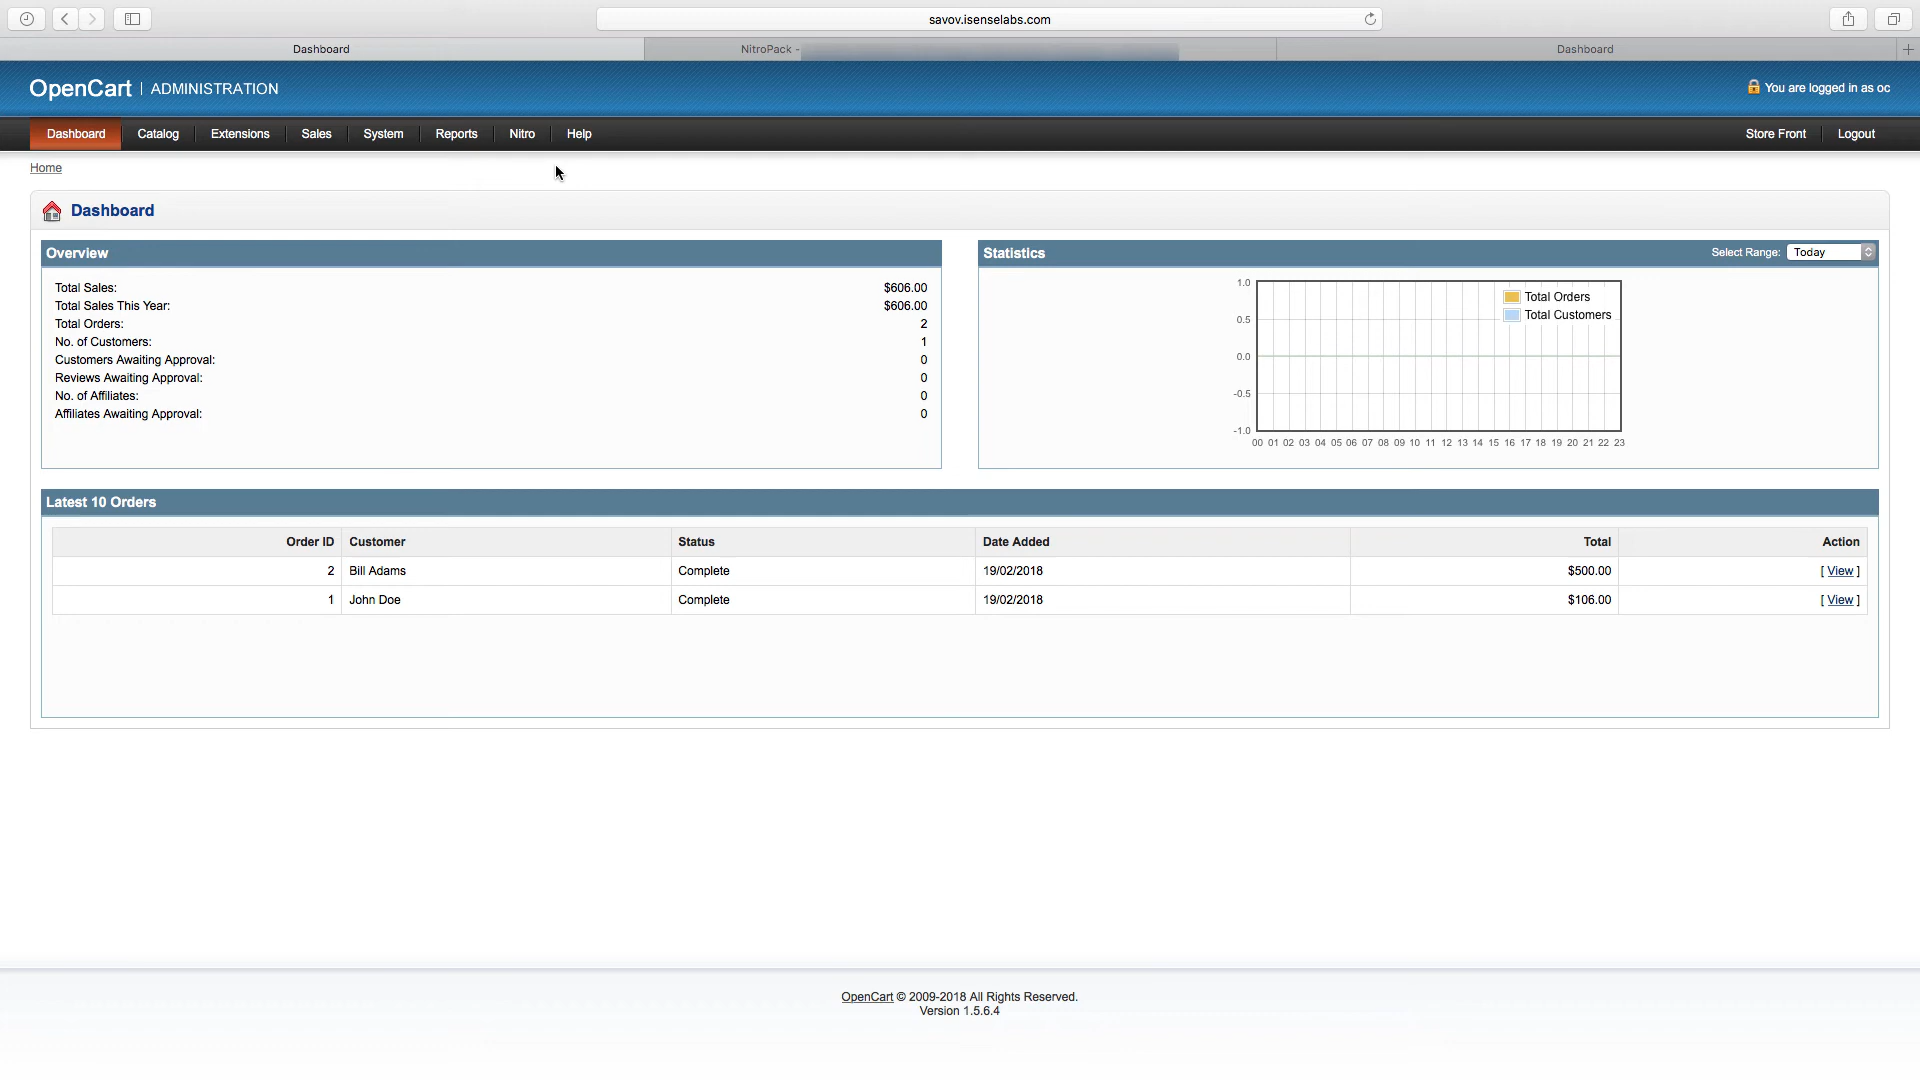 savov.isenselabs.com
Dashboard
NitroPack -
Dashboard
OpenCart | ADMINISTRATION
You are logged in as oc
Dashboard Catalog Extensions Sales System Reports Nitro Help Store Front Logout
Home
Dashboard
Overview
Total Sales: $606.00
Total Sales This Year: $606.00
Total Orders: 2
No. of Customers: 1
Customers Awaiting Approval: 0
Reviews Awaiting Approval: 0
No. of Affiliates: 0
Affiliates Awaiting Approval: 0
Statistics Select Range: Today
1.0
0.5
0.0
-0.5
-1.0
Total Orders
Total Customers
00 01 02 03 04 05 06 07 08 09 10 11 12 13 14 15 16 17 18 19 20 21 22 23
Latest 10 Orders
Order ID Customer Status Date Added Total Action
2 Bill Adams Complete 19/02/2018 $500.00 [ View ]
1 John Doe Complete 19/02/2018 $106.00 [ View ]
OpenCart © 2009-2018 All Rights Reserved.
Version 1.5.6.4